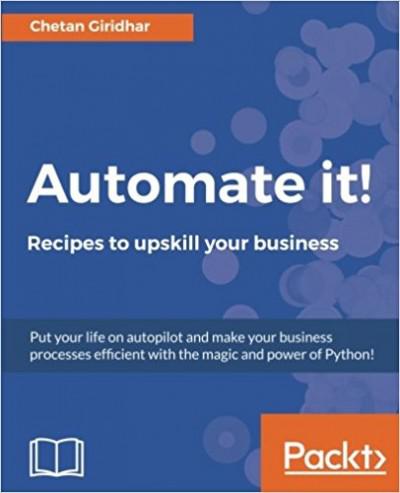 Chetan Giridhar
Automate it!
Recipes to upskill your business
Put your life on autopilot and make your business
processes efficient with the magic and power of Python!
Packt>